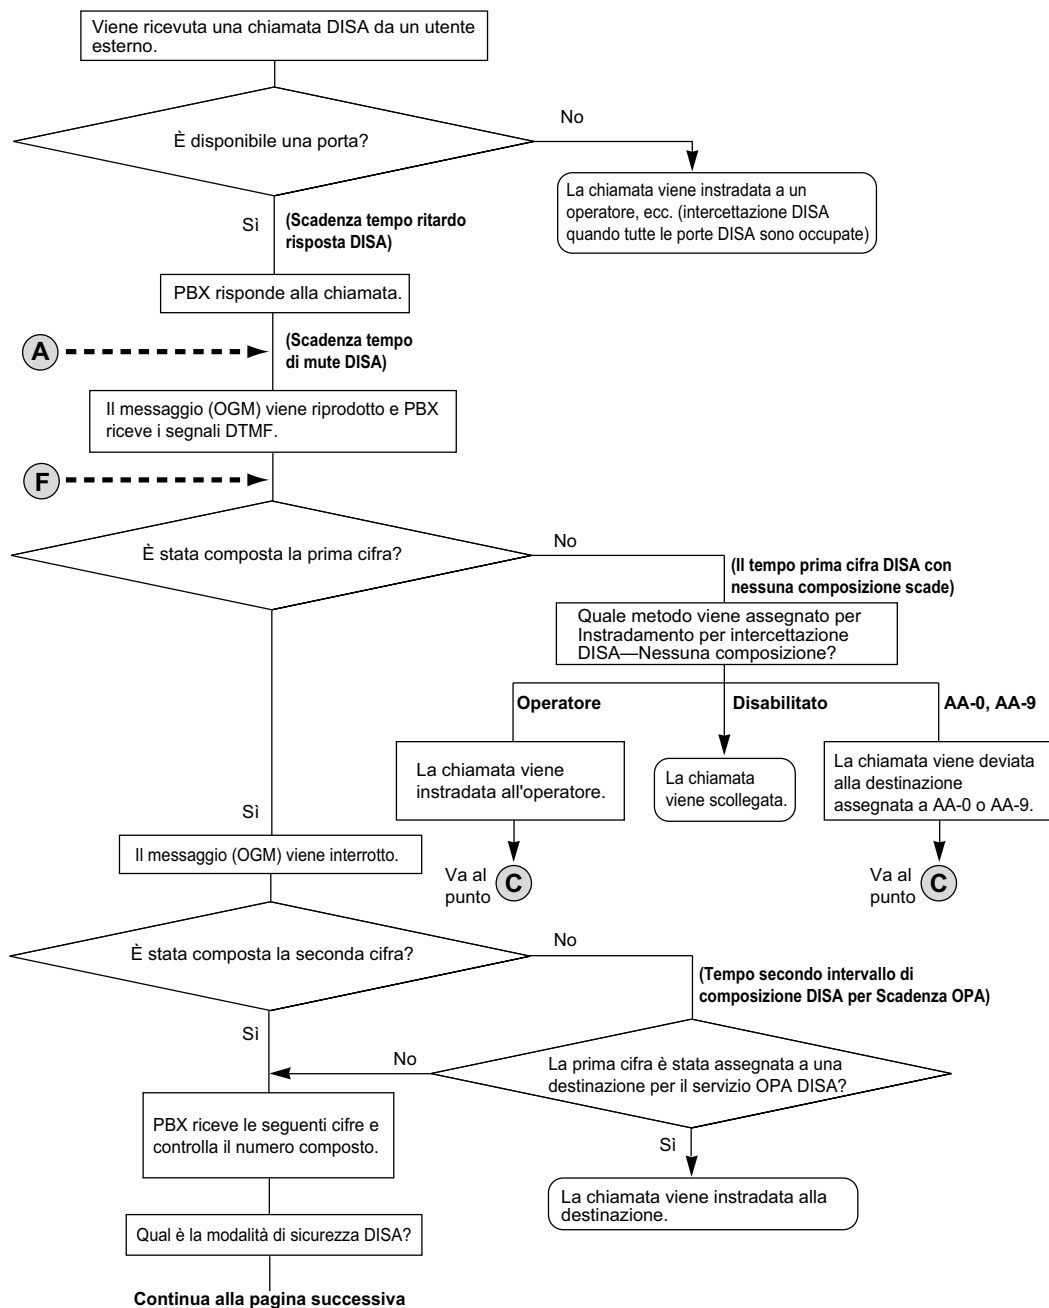 Viene ricevuta una chiamata DISA da un utente
esterno.
È disponibile una porta?
No
La chiamata viene instradata a un
operatore, ecc. (intercettazione DISA
quando tutte le porte DISA sono occupate)
Sì
(Scadenza tempo ritardo
risposta DISA)
PBX risponde alla chiamata.
A
(Scadenza tempo
di mute DISA)
Il messaggio (OGM) viene riprodotto e PBX
riceve i segnali DTMF.
F
È stata composta la prima cifra?
No
(Il tempo prima cifra DISA con
nessuna composizione scade)
Quale metodo viene assegnato per
Instradamento per intercettazione
DISA—Nessuna composizione?
Operatore
Disabilitato
AA-0, AA-9
La chiamata viene
instradata all'operatore.
La chiamata
viene scollegata.
La chiamata viene deviata
alla destinazione
assegnata a AA-0 o AA-9.
Sì
Il messaggio (OGM) viene interrotto.
Va al
punto
C
Va al
punto
C
È stata composta la seconda cifra?
No
(Tempo secondo intervallo di
composizione DISA per Scadenza OPA)
Sì
No
La prima cifra è stata assegnata a una
destinazione per il servizio OPA DISA?
PBX riceve le seguenti cifre e
controlla il numero composto.
Sì
La chiamata viene instradata alla
destinazione.
Qual è la modalità di sicurezza DISA?
Continua alla pagina successiva